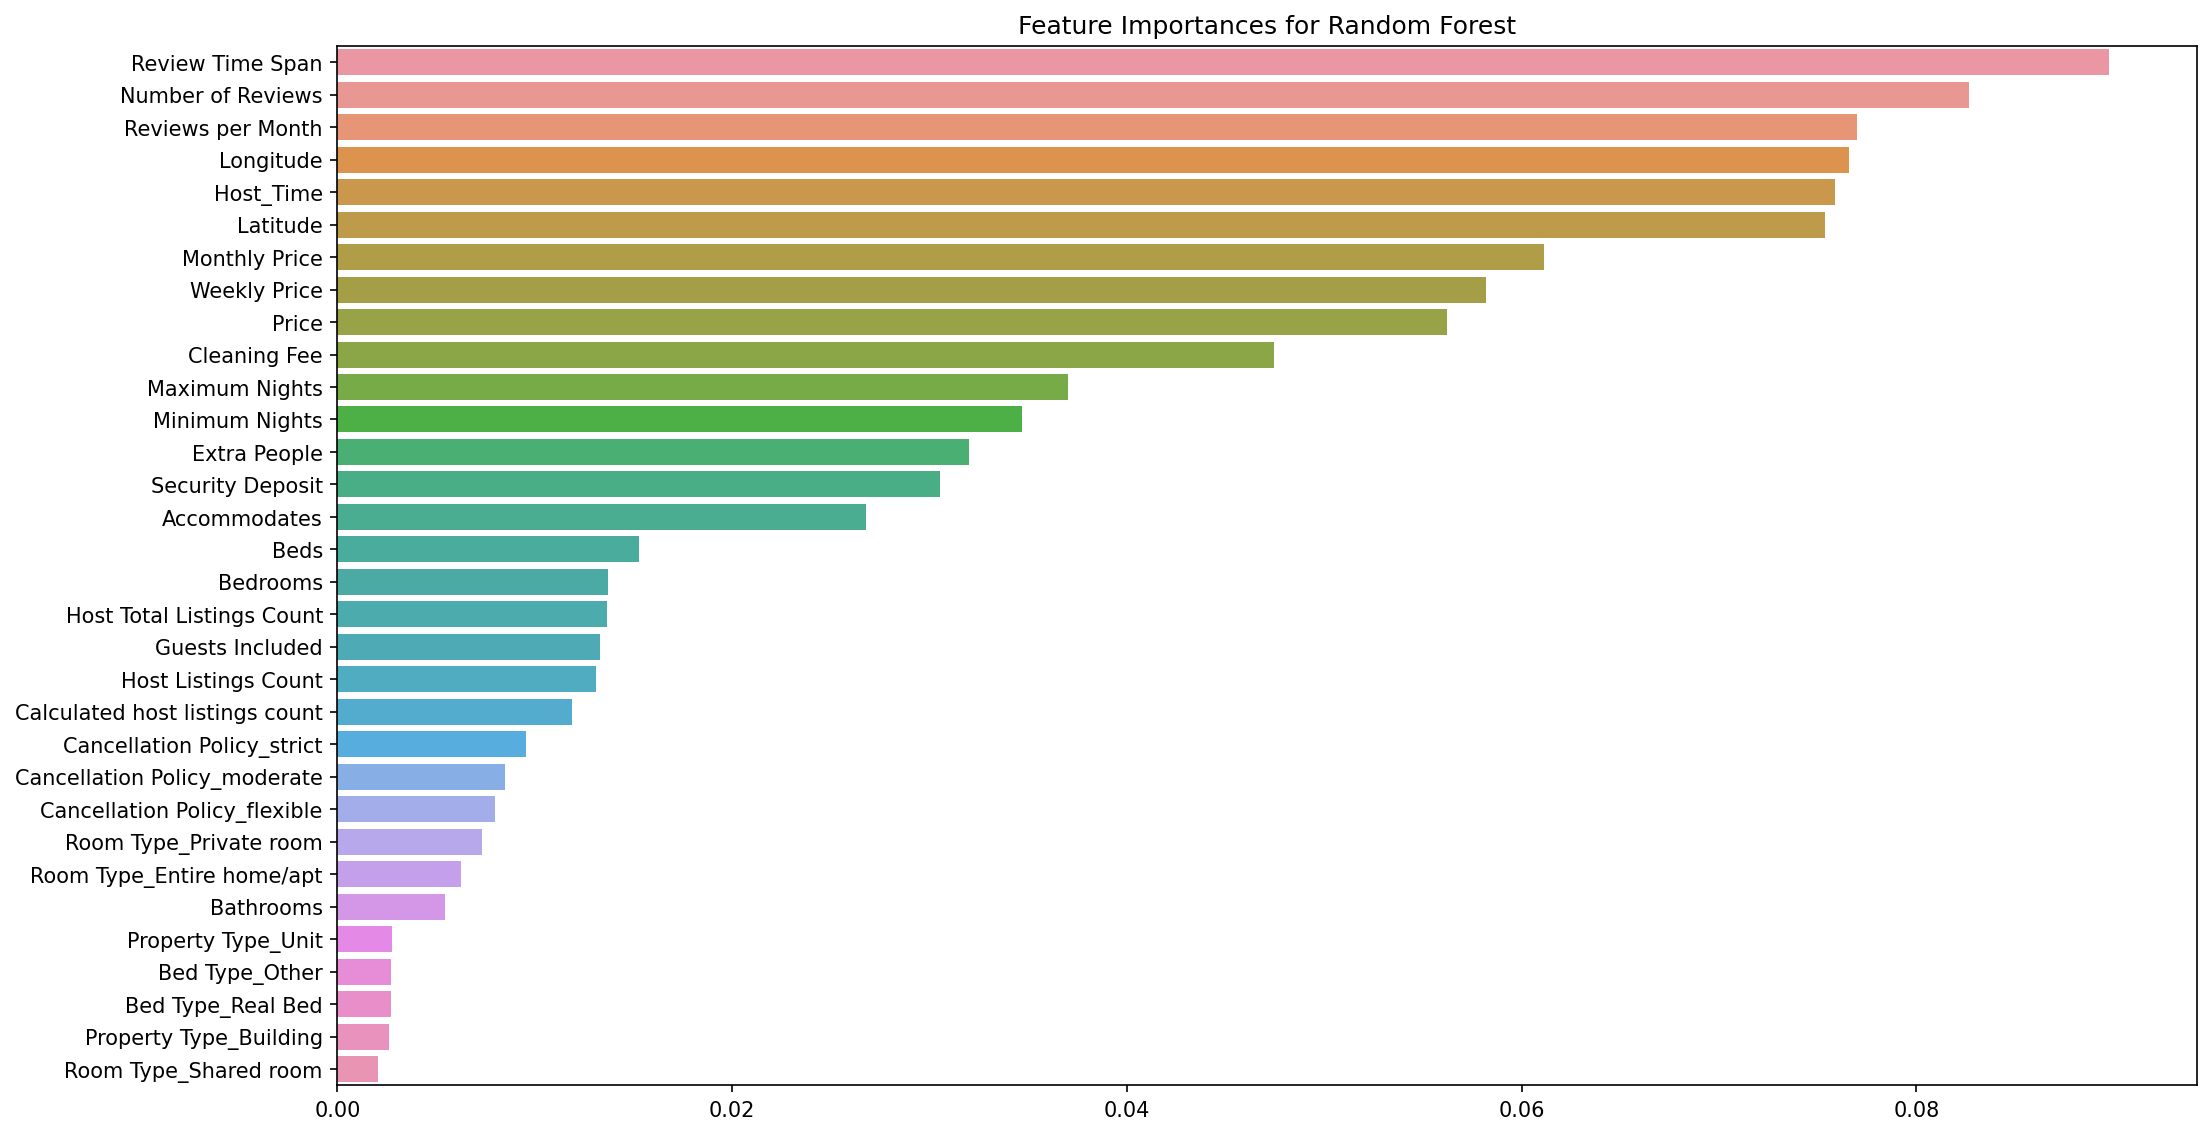 Feature Importances for Random Forest
Review Time Span
Number of Reviews
Reviews per Month
Longitude
Host_Time
Latitude
Monthly Price
Weekly Price
Price
Cleaning Fee
Maximum Nights
Minimum Nights
Extra People
Security Deposit
Accommodates
Beds
Bedrooms
Host Total Listings Count
Guests Included
Host Listings Count
Calculated host listings count
Cancellation Policy_strict
Cancellation Policy_moderate
Cancellation Policy_flexible
Room Type_Private room
Room Type_Entire home/apt
Bathrooms
Property Type_Unit
Bed Type_Other
Bed Type_Real Bed
Property Type_Building
Room Type_Shared room
0.00 0.02 0.04 0.06 0.08